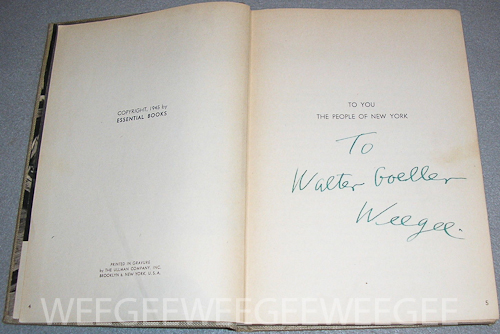 COPYRIGHT, 1945 by
ESSENTIAL BOOKS
PRINTED IN GRAVURE
by THE ULLMAN COMPANY, INC.
BROOKLYN & NEW YORK, U.S.A.
4
TO YOU
THE PEOPLE OF NEW YORK
To
Walter Goeller
Weegee.
5
WEEGEEWEEGEEWEEGEEWEEGEE